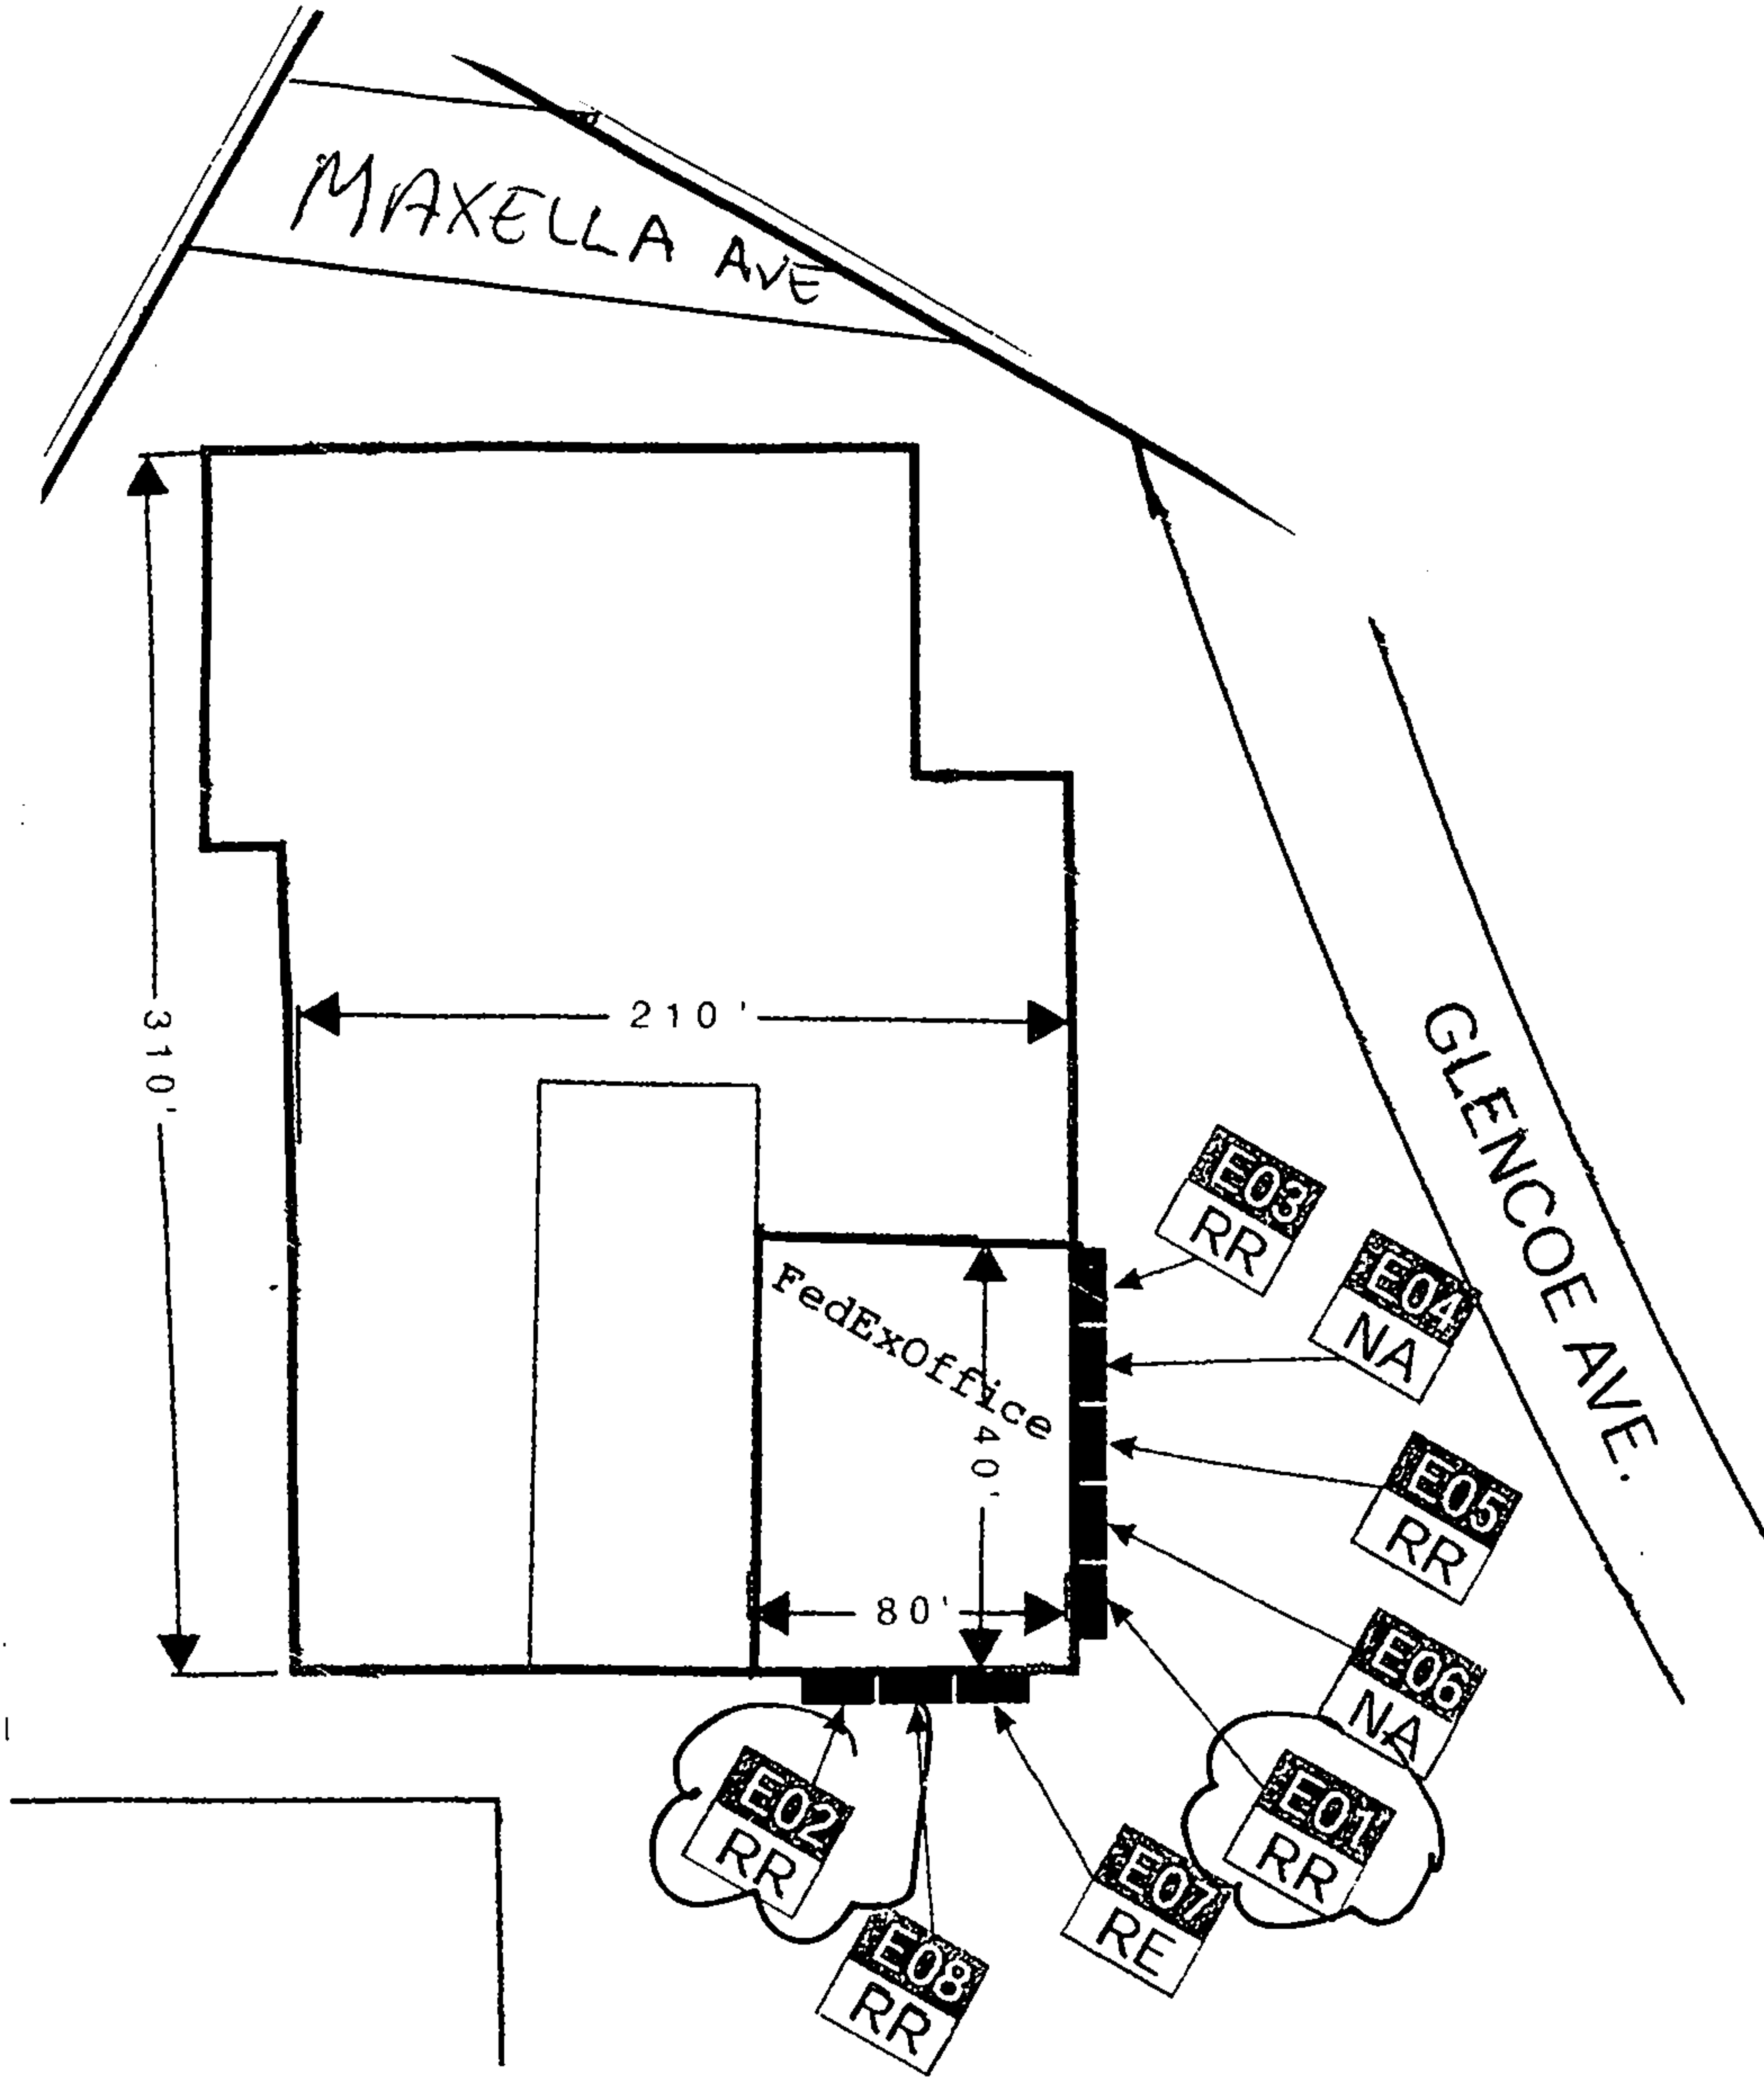 MAXELLA AVE
310'
210'
GLENCOE AVE.
FedExOffice
40'
80'
E03
RR
E04
NA
E05
RR
E06
NA
E01
RR
E02
RR
E07
RE
E08
RR